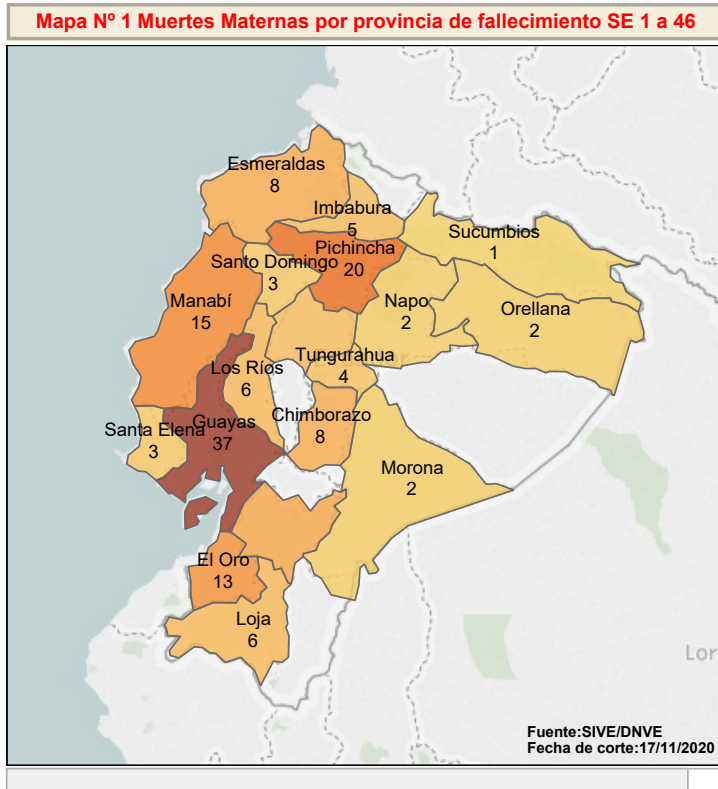 Mapa Nº 1 Muertes Maternas por provincia de fallecimiento SE 1 a 46
Esmeraldas
8
Imbabura
5
Sucumbios
1
Pichincha
20
Santo Domingo
3
Manabí
15
Napo
2
Orellana
2
Tungurahua
4
Los Ríos
6
Chimborazo
8
Guayas
37
Santa Elena
3
Morona
2
El Oro
13
Loja
6
Lor
Fuente:SIVE/DNVE
Fecha de corte:17/11/2020